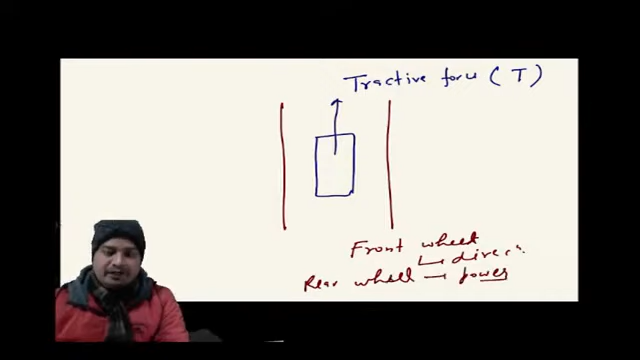 Tractive force (T)
Front wheel
↳ direc
Rear wheel → power